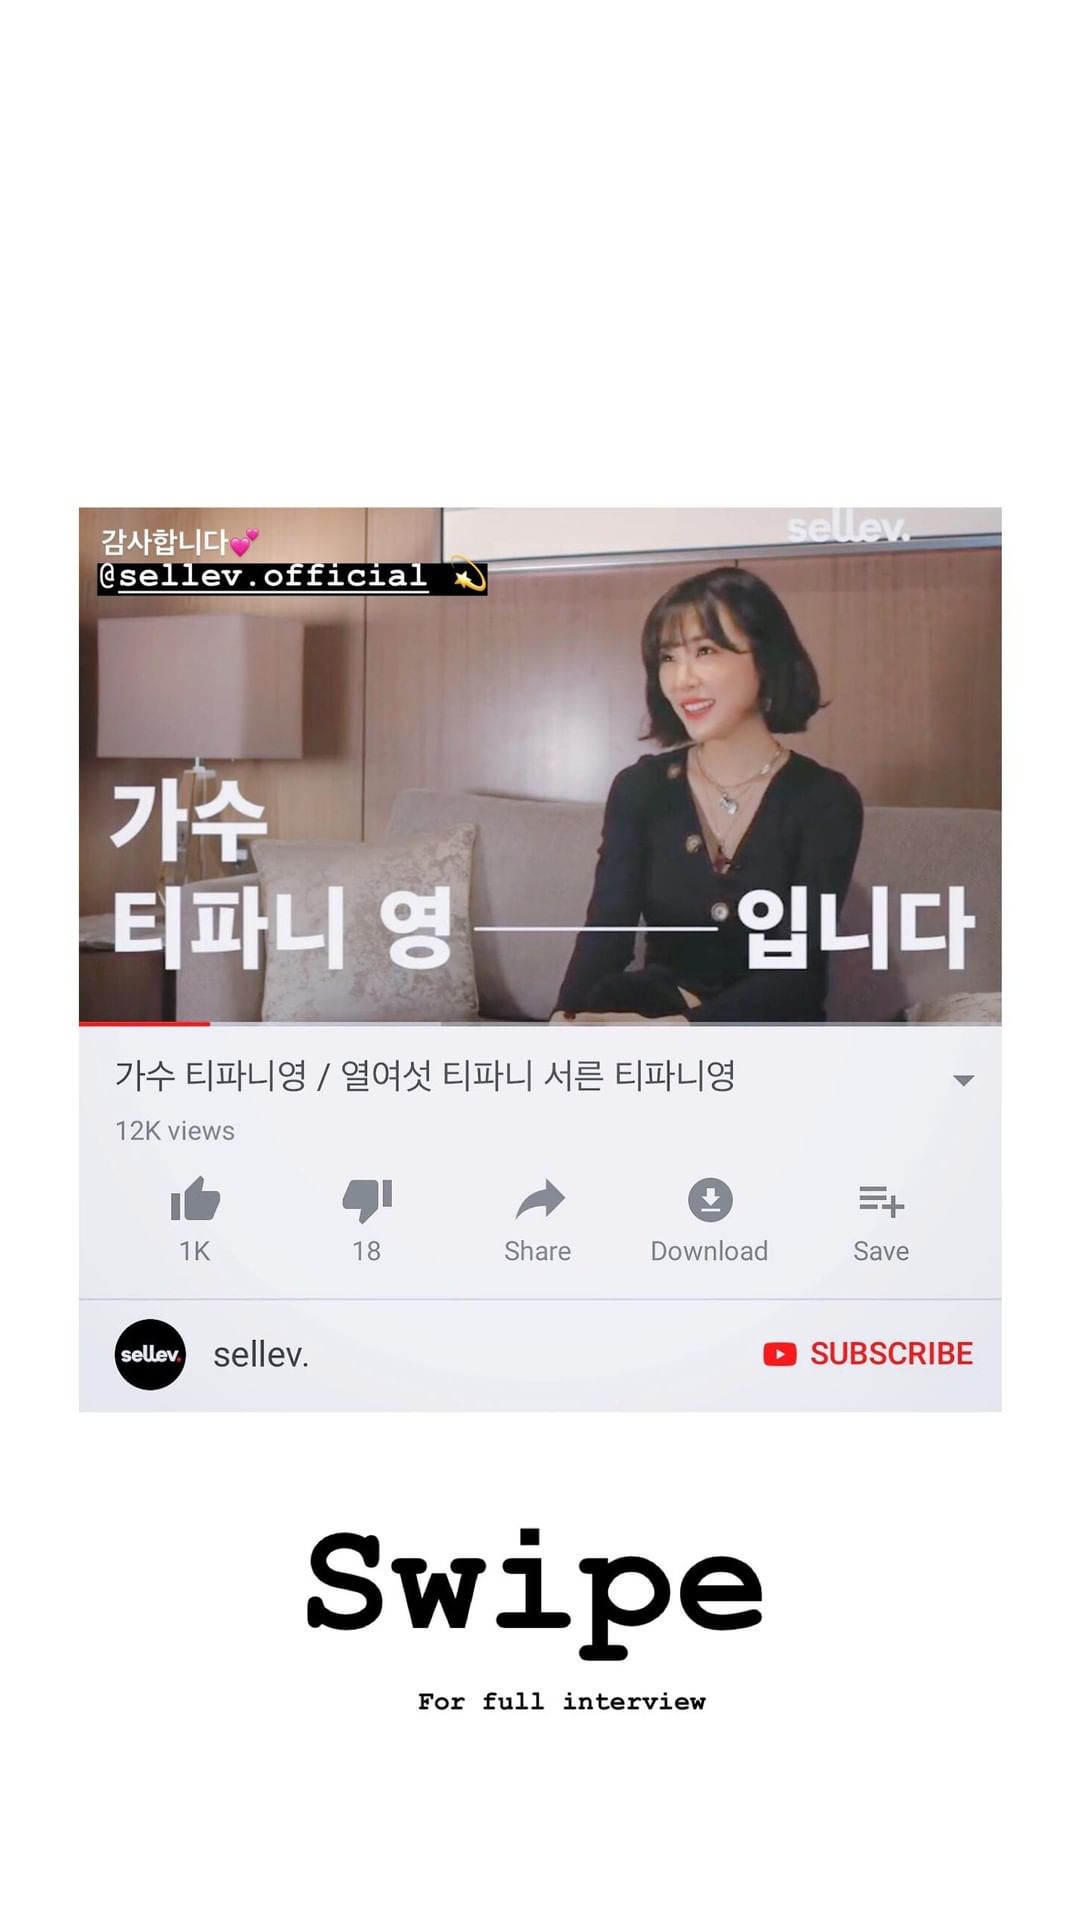 감사합니다💕
@sellev.official 💫
sellev.
가수
티파니 영 입니다
가수 티파니영 / 열여섯 티파니 서른 티파니영
12K views
1K 18 Share Download Save
sellev. sellev. SUBSCRIBE
Swipe
For full interview